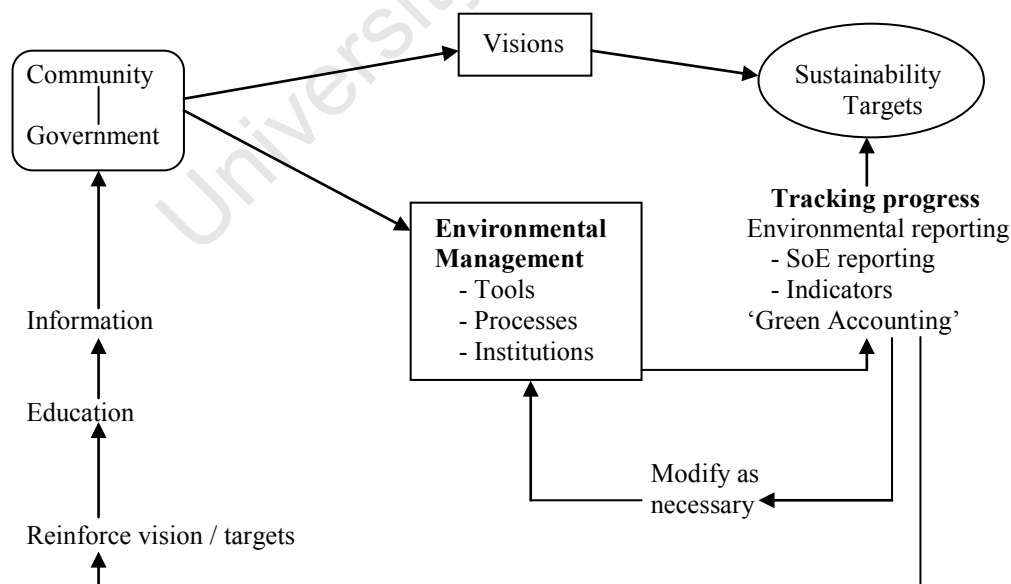 Visions
Community
Government
Sustainability
Targets
Environmental
Management
- Tools
- Processes
- Institutions
Tracking progress
Environmental reporting
- SoE reporting
- Indicators
‘Green Accounting’
Information
Education
Modify as
necessary
Reinforce vision / targets
University